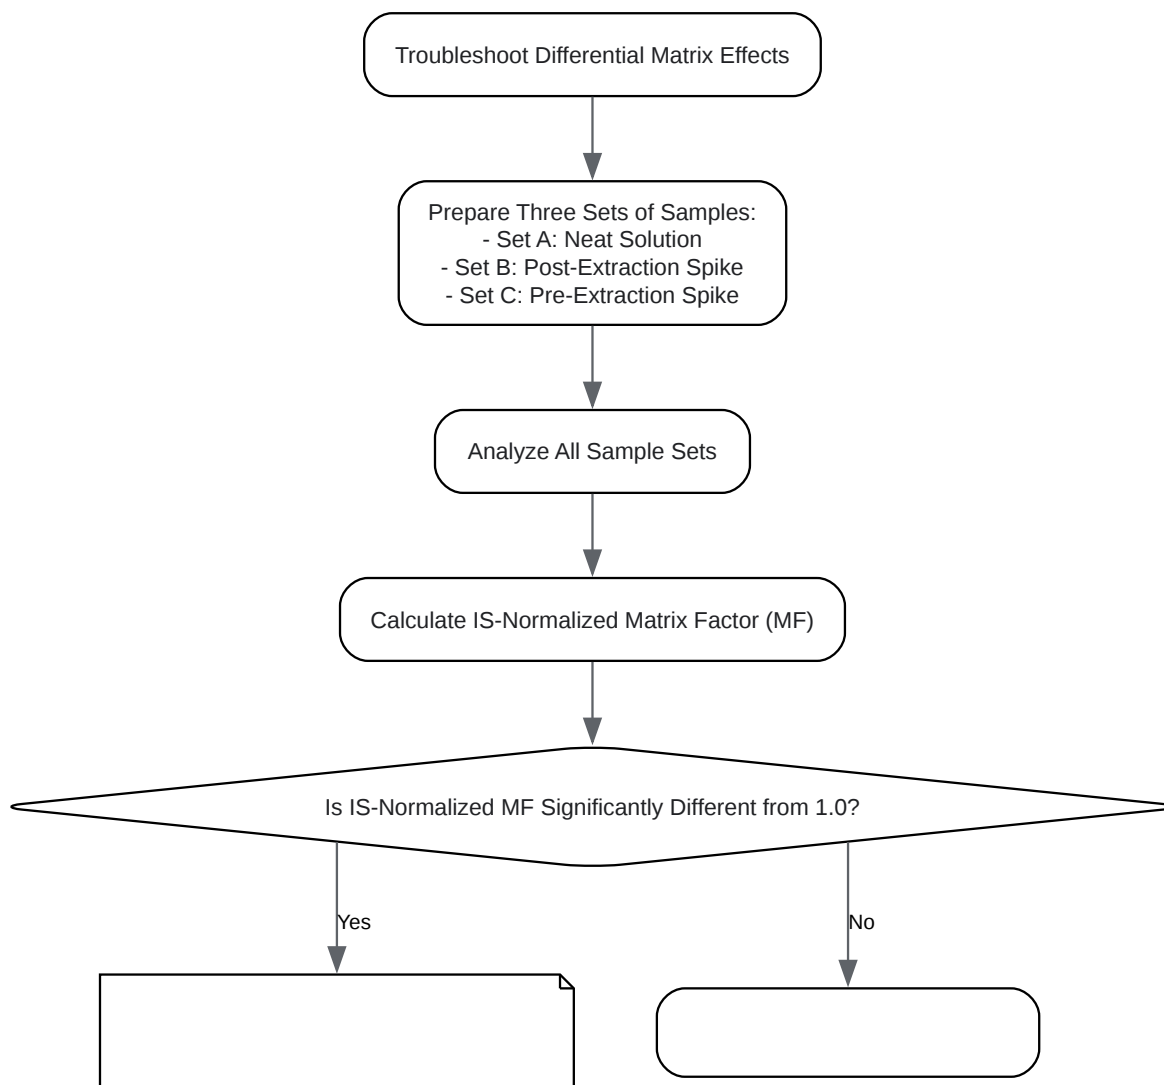 Troubleshoot Differential Matrix Effects
Prepare Three Sets of Samples:
- Set A: Neat Solution
- Set B: Post-Extraction Spike
- Set C: Pre-Extraction Spike
Analyze All Sample Sets
Calculate IS-Normalized Matrix Factor (MF)
Is IS-Normalized MF Significantly Different from 1.0?
Yes
No